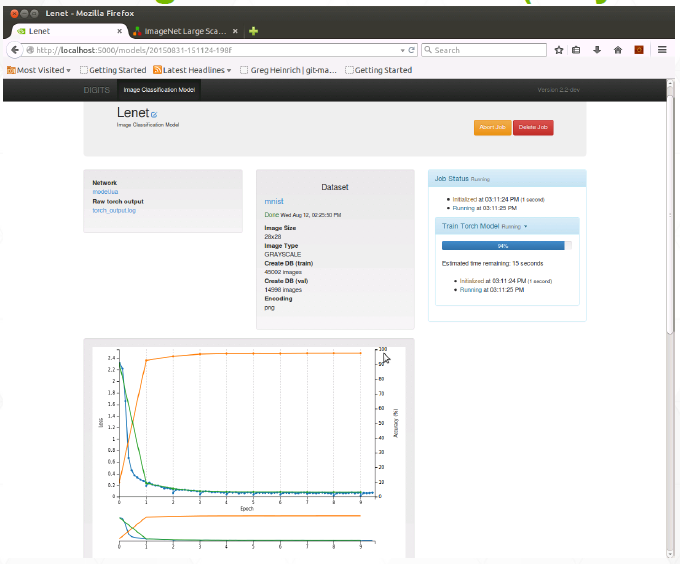 Lenet - Mozilla Firefox
Lenet × ImageNet Large Sca... ×
http://localhost:5000/models/20150831-151124-198f Search
Most Visited Getting Started Latest Headlines Greg Heinrich | git-ma... Getting Started
DIGITS Image Classification Model Version 2.2-dev
Lenet
Image Classification Model
Abort Job Delete Job
Network
model.lua
Raw torch output
torch_output.log
Dataset
mnist
Done Wed Aug 12, 02:25:50 PM
Image Size
28x28
Image Type
GRAYSCALE
Create DB (train)
45002 images
Create DB (val)
14998 images
Encoding
png
Job Status Running
Initialized at 03:11:24 PM (1 second)
Running at 03:11:25 PM
Train Torch Model Running
94%
Estimated time remaining: 15 seconds
Initialized at 03:11:24 PM (1 second)
Running at 03:11:25 PM
2.4
2.2
2
1.8
1.6
1.4
1.2
1
0.8
0.6
0.4
0.2
0
Loss
100
90
80
70
60
50
40
30
20
10
0
Accuracy (%)
0 1 2 3 4 5 6 7 8 9
Epoch
0 1 2 3 4 5 6 7 8 9